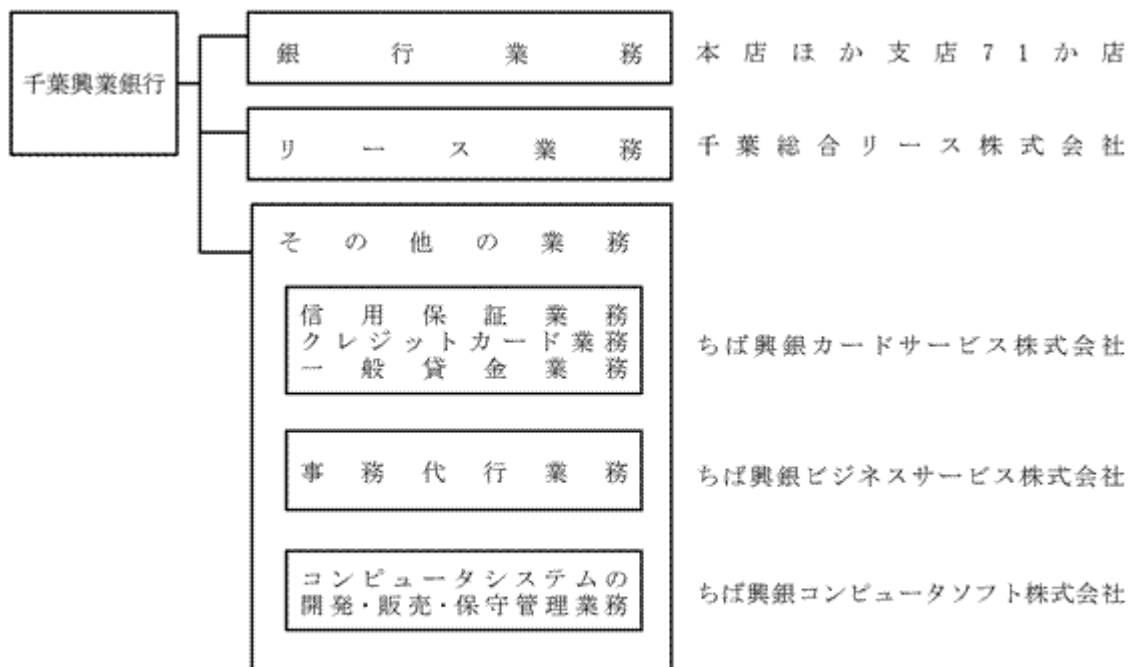 千葉興業銀行
銀行業務 本店ほか支店71か店
リース業務 千葉総合リース株式会社
その他の業務
信用保証業務
クレジットカード業務
一般貸金業務
ちば興銀カードサービス株式会社
事務代行業務 ちば興銀ビジネスサービス株式会社
コンピュータシステムの
開発・販売・保守管理業務
ちば興銀コンピュータソフト株式会社